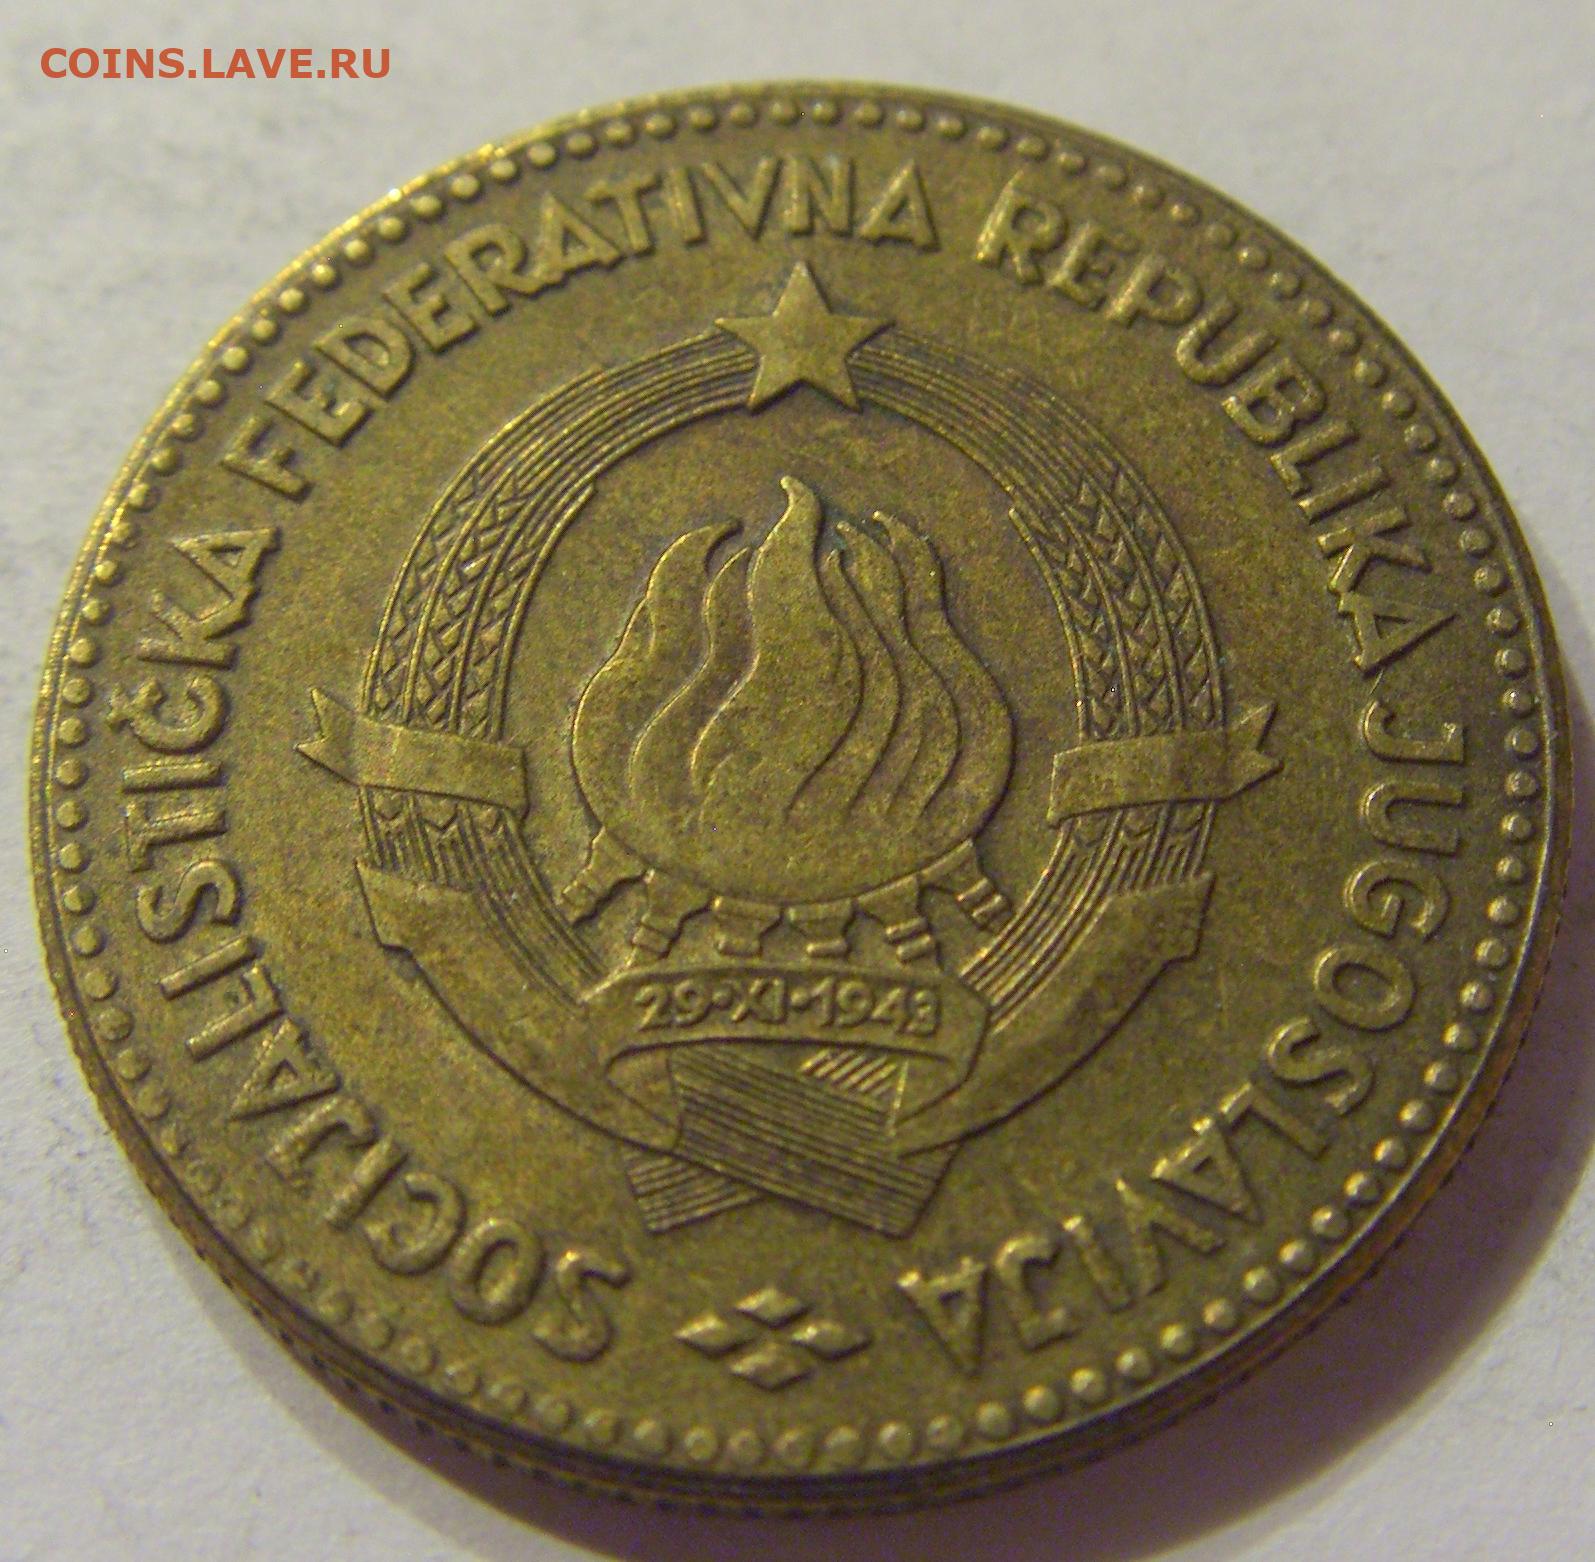 COINS.LAVE.RU
SOCIJALISTIČKA FEDERATIVNA REPUBLIKA JUGOSLAVIJA
29·XI·1943